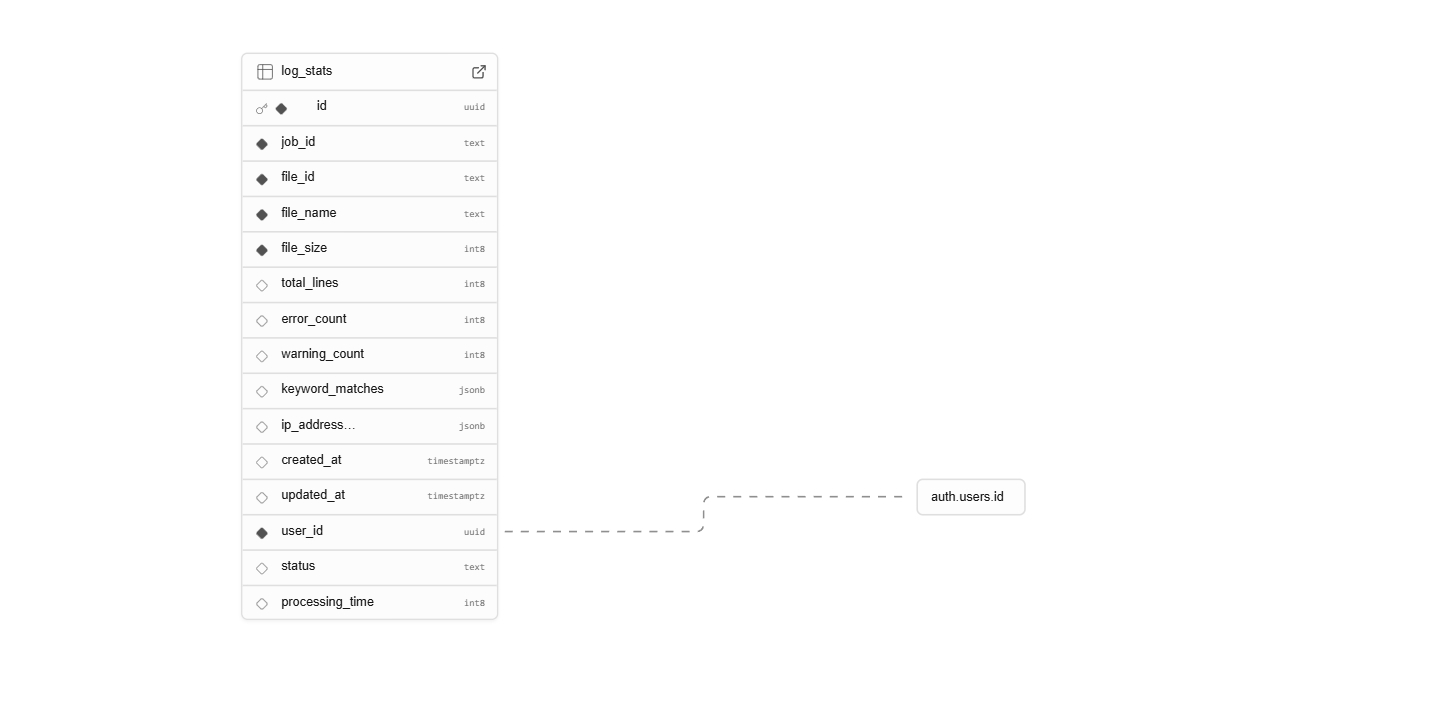 log_stats
id uuid
job_id text
file_id text
file_name text
file_size int8
total_lines int8
error_count int8
warning_count int8
keyword_matches jsonb
ip_address... jsonb
created_at timestamptz
updated_at timestamptz
auth.users.id
user_id uuid
status text
processing_time int8